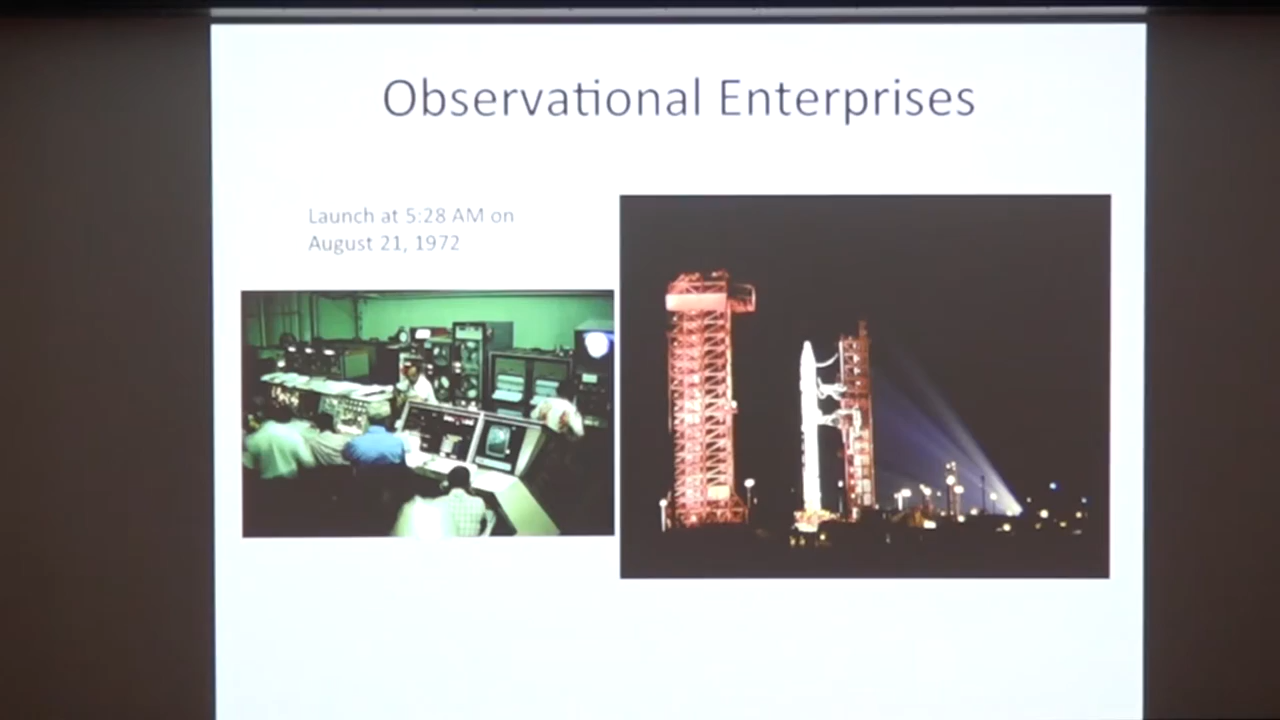 Observational Enterprises
Launch at 5:28 AM on
August 21, 1972